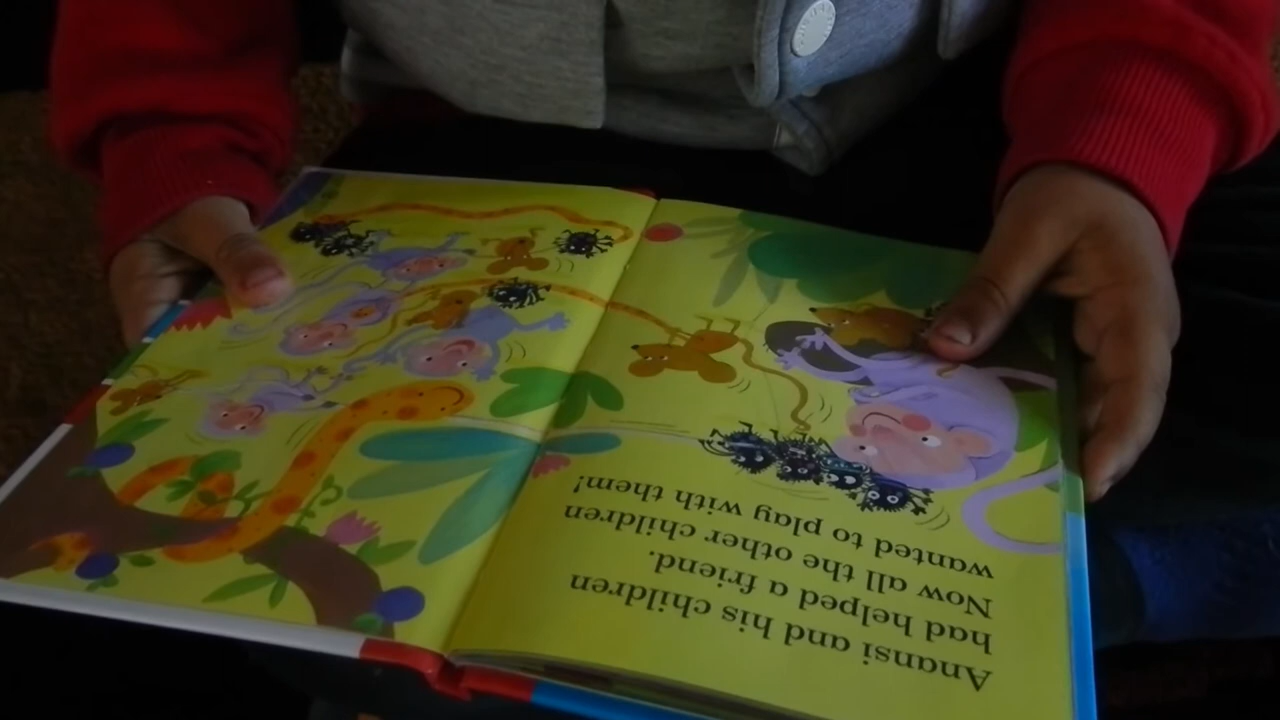 Anansi and his children
had helped a friend.
Now all the other children
wanted to play with them!